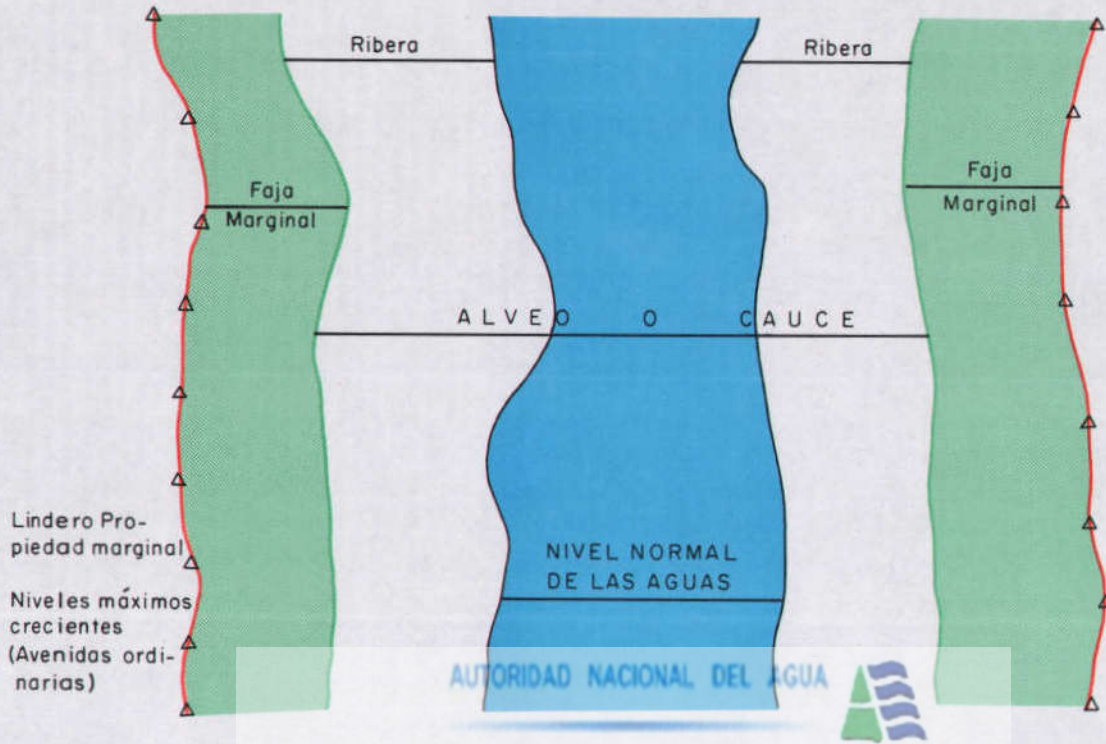 Ribera
Ribera
Faja
Marginal
Faja
Marginal
ALVEO O CAUCE
Lindero Pro-
piedad marginal
NIVEL NORMAL
DE LAS AGUAS
Niveles máximos
crecientes
(Avenidas ordi-
narias)
AUTORIDAD NACIONAL DEL AGUA